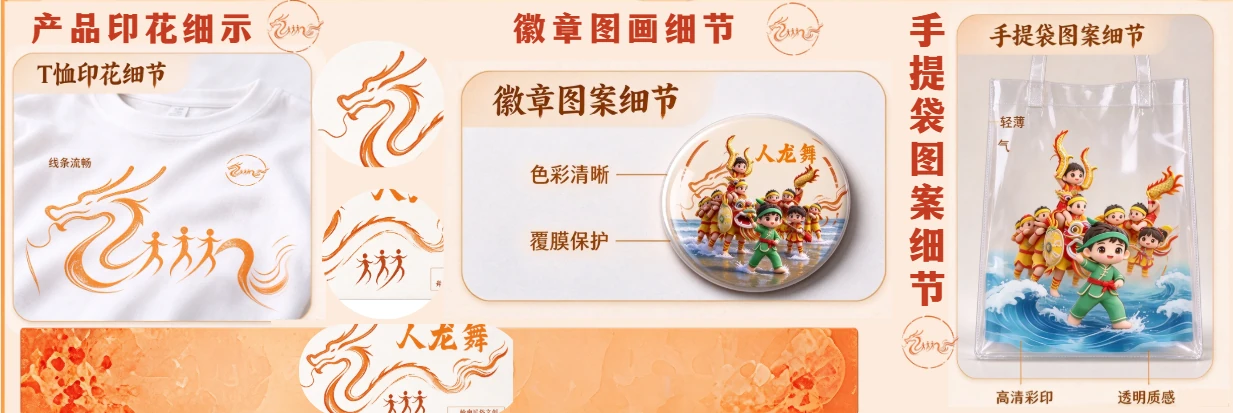 产品印花细节
T恤印花细节
线条流畅
徽章图画细节
徽章图案细节
色彩清晰
覆膜保护
人龙舞
人龙舞
手提袋图案细节
手提袋图案细节
轻薄
气
高清彩印
透明质感